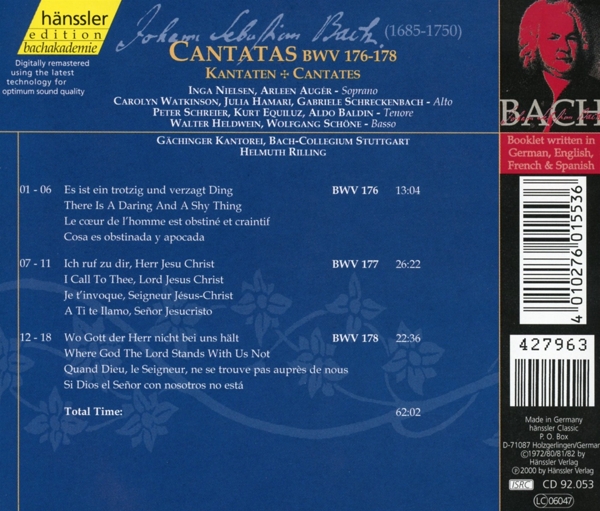 hänssler
edition
bachakademie
Digitally remastered
using the latest
technology for
optimum sound quality
Johann Sebastian Bach
(1685-1750)
CANTATAS BWV 176-178
KANTATEN + CANTATES
INGA NIELSEN, ARLEEN AUGÉR - Soprano
CAROLYN WATKINSON, JULIA HAMARI, GABRIELE SCHRECKENBACH - Alto
PETER SCHREIER, KURT EQUILUZ, ALDO BALDIN - Tenore
WALTER HELDWEIN, WOLFGANG SCHÖNE - Basso
GÄCHINGER KANTOREI, BACH-COLLEGIUM STUTTGART
HELMUTH RILLING
01 - 06 Es ist ein trotzig und verzagt Ding BWV 176 13:04
There Is A Daring And A Shy Thing
Le cœur de l'homme est obstiné et craintif
Cosa es obstinada y apocada
07 - 11 Ich ruf zu dir, Herr Jesu Christ BWV 177 26:22
I Call To Thee, Lord Jesus Christ
Je t'invoque, Seigneur Jésus-Christ
A Ti te llamo, Señor Jesucristo
12 - 18 Wo Gott der Herr nicht bei uns hält BWV 178 22:36
Where God The Lord Stands With Us Not
Quand Dieu, le Seigneur, ne se trouve pas auprès de nous
Si Dios el Señor con nosotros no está
Total Time: 62:02
BACH
Booklet written in
German, English,
French & Spanish
4 010276 015536
427963
Made in Germany
hänssler Classic
P. O. Box
D-71087 Holzgerlingen/German
©1972/80/81/82 by
Hänssler Verlag
℗2000 by Hänssler Verlag
ISRC CD 92.053
LC 06047